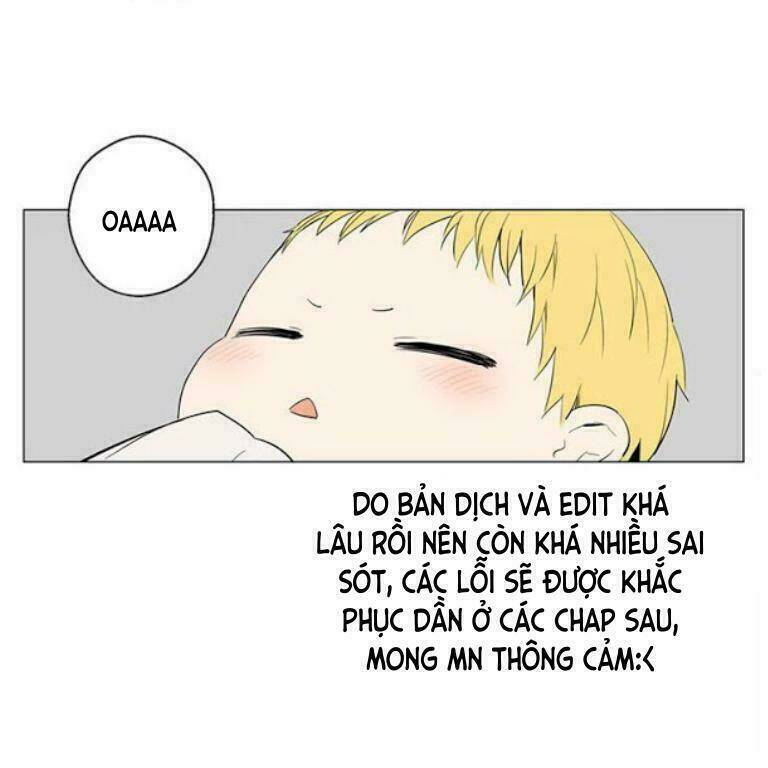 OAAAA
DO BẢN DỊCH VÀ EDIT KHÁ
LÂU RỒI NÊN CÒN KHÁ NHIỀU SAI
SÓT, CÁC LỖI SẼ ĐƯỢC KHẮC
PHỤC DẦN Ở CÁC CHAP SAU,
MONG MN THÔNG CẢM:<